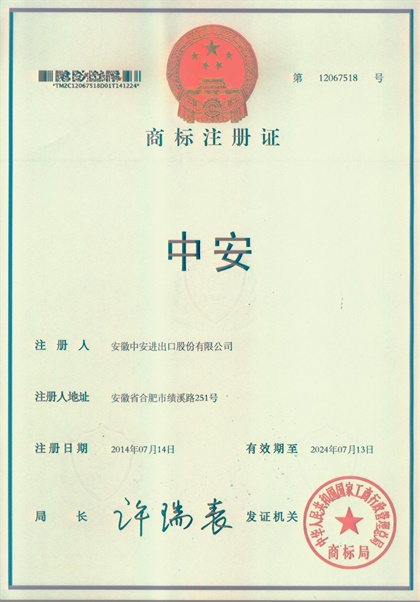 *TMZC12067518D01T141224*
第 12067518 号
商标注册证
中安
注册人 安徽中安进出口股份有限公司
注册人地址 安徽省合肥市绩溪路251号
注册日期 2014年07月14日 有效期至 2024年07月13日
局长 许瑞表 发证机关
中华人民共和国国家工商行政管理总局
商标局